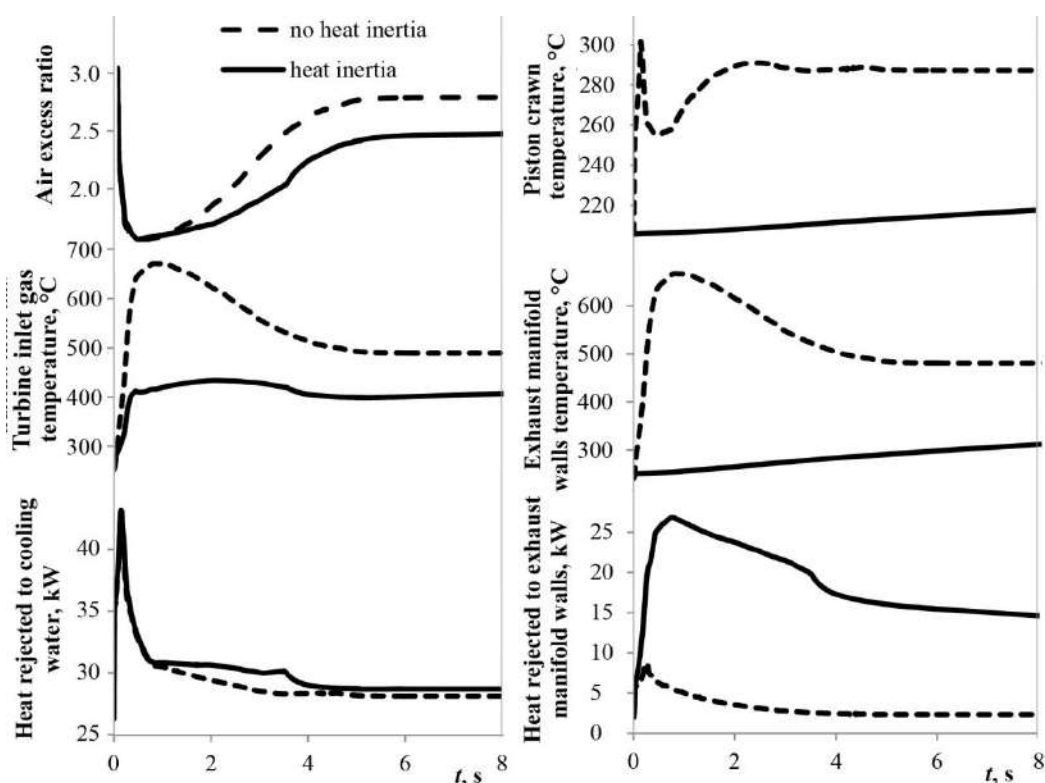 no heat inertia
heat inertia
Air excess ratio
3.0
2.5
2.0
700
Turbine inlet gas
temperature, °C
600
500
400
300
Heat rejected to cooling
water, kW
40
35
30
25
0
2
4
6
t, s
8
Piston crawn
temperature, °C
300
280
260
240
220
Exhaust manifold
walls temperature, °C
600
500
400
300
Heat rejected to exhaust
manifold walls, kW
25
20
15
10
5
0
0
2
4
6
t, s
8